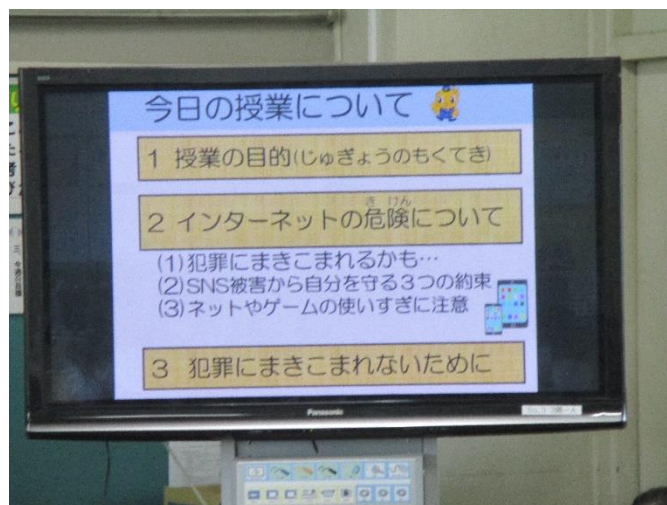 今日の授業について
1 授業の目的(じゅぎょうのもくてき)
き けん
2 インターネットの危険について
(1)犯罪にまきこまれるかも…
(2)SNS被害から自分を守る3つの約束
(3)ネットやゲームの使いすぎに注意
3 犯罪にまきこまれないために
Panasonic